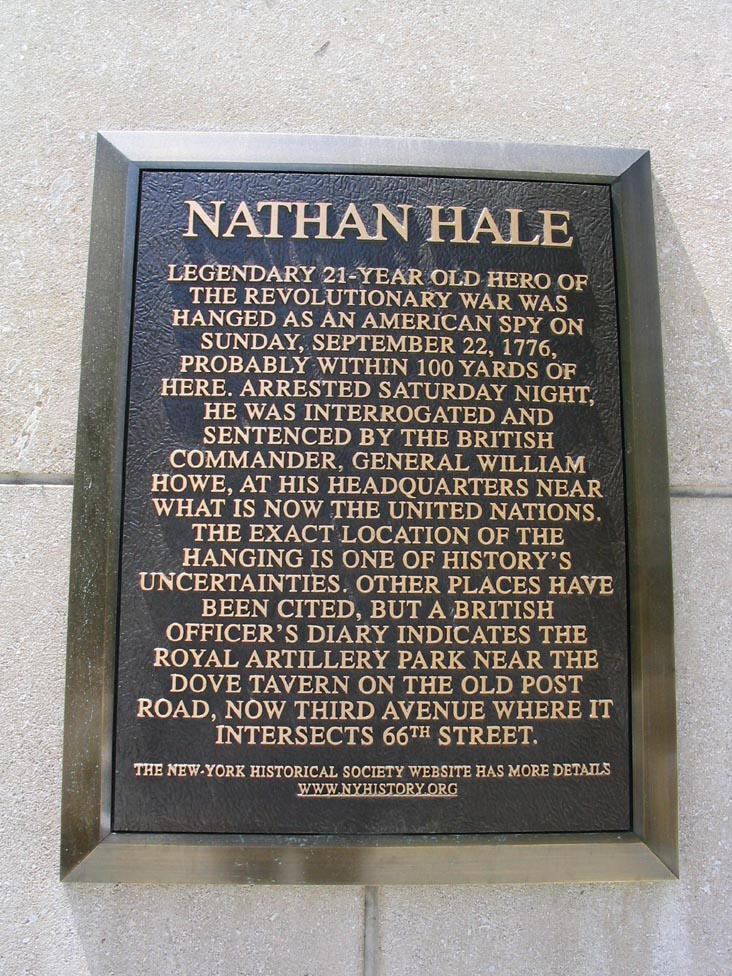 NATHAN HALE
LEGENDARY 21-YEAR OLD HERO OF
THE REVOLUTIONARY WAR WAS
HANGED AS AN AMERICAN SPY ON
SUNDAY, SEPTEMBER 22, 1776,
PROBABLY WITHIN 100 YARDS OF
HERE. ARRESTED SATURDAY NIGHT,
HE WAS INTERROGATED AND
SENTENCED BY THE BRITISH
COMMANDER, GENERAL WILLIAM
HOWE, AT HIS HEADQUARTERS NEAR
WHAT IS NOW THE UNITED NATIONS.
THE EXACT LOCATION OF THE
HANGING IS ONE OF HISTORY'S
UNCERTAINTIES. OTHER PLACES HAVE
BEEN CITED, BUT A BRITISH
OFFICER'S DIARY INDICATES THE
ROYAL ARTILLERY PARK NEAR THE
DOVE TAVERN ON THE OLD POST
ROAD, NOW THIRD AVENUE WHERE IT
INTERSECTS 66TH STREET.
THE NEW-YORK HISTORICAL SOCIETY WEBSITE HAS MORE DETAILS
WWW.NYHISTORY.ORG